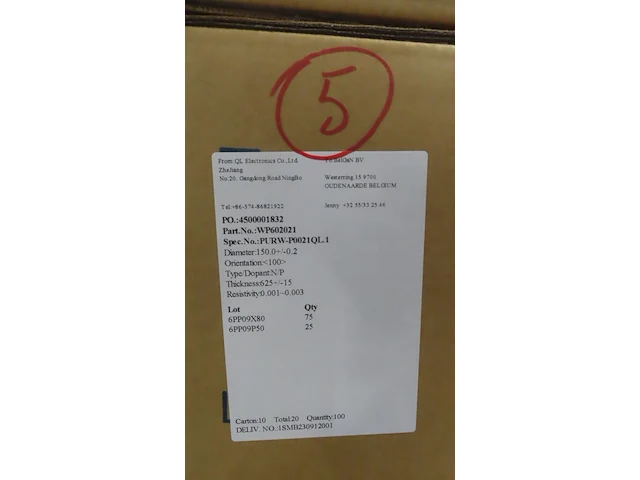 5
From:QL Electronics Co.,Ltd
BV
ZheJiang
No.20, Gangdong Road NingBo
Westerring 15 9700
OUDENAARDE BELGIUM
Tel:+86-574-86821922
Jenny +32 55/33 25 46
PO.:4500001832
Part.No.:WP602021
Spec.No.:PURW-P0021QL.1
Diameter:150.0+/-0.2
Orientation:<100>
Type/Dopant:N/P
Thickness:625+/-15
Resistivity:0.001~0.003
Lot Qty
6PP09X80 75
6PP09P50 25
Carton:10 Total:20 Quantity:100
DELIV. NO.:1SMB230912001